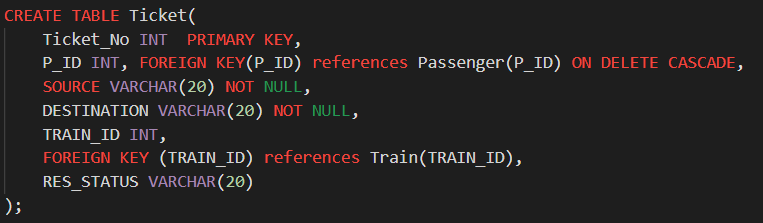 CREATE TABLE Ticket(
Ticket_No INT  PRIMARY KEY,
P_ID INT, FOREIGN KEY(P_ID) references Passenger(P_ID) ON DELETE CASCADE,
SOURCE VARCHAR(20) NOT NULL,
DESTINATION VARCHAR(20) NOT NULL,
TRAIN_ID INT,
FOREIGN KEY (TRAIN_ID) references Train(TRAIN_ID),
RES_STATUS VARCHAR(20)
);